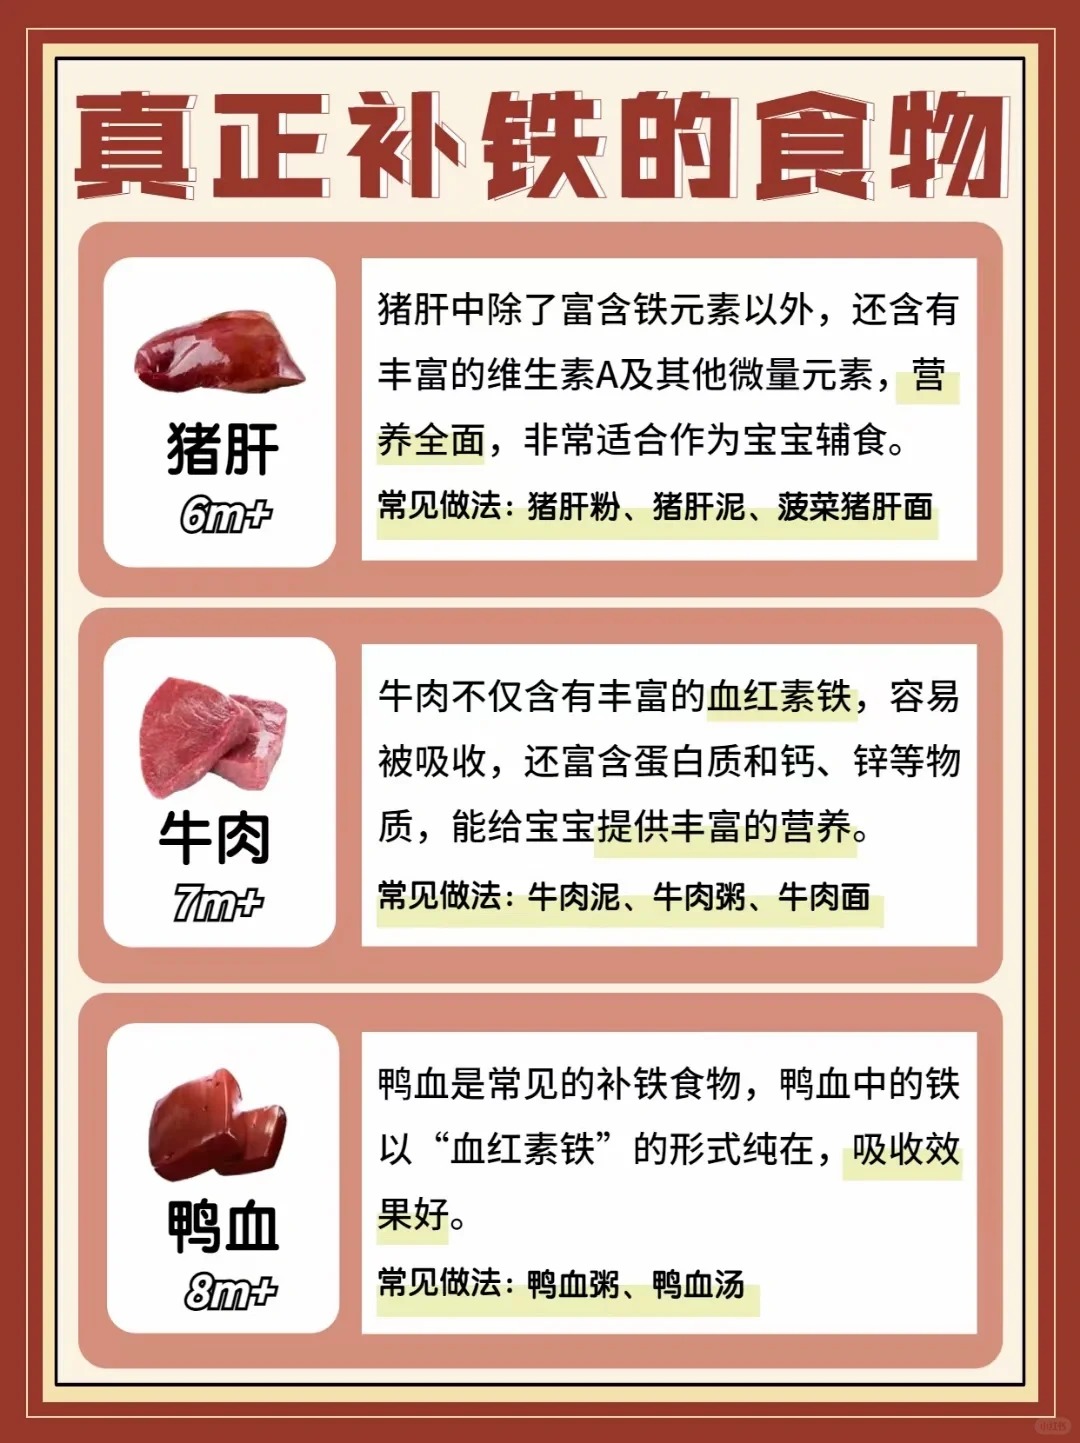 真正补铁的食物
猪肝中除了富含铁元素以外，还含有
丰富的维生素A及其他微量元素，营
养全面，非常适合作为宝宝辅食。
常见做法：猪肝粉、猪肝泥、菠菜猪肝面
猪肝
6m+
牛肉不仅含有丰富的血红素铁，容易
被吸收，还富含蛋白质和钙、锌等物
质，能给宝宝提供丰富的营养。
常见做法：牛肉泥、牛肉粥、牛肉面
牛肉
7m+
鸭血是常见的补铁食物，鸭血中的铁
以“血红素铁”的形式纯在，吸收效
果好。
常见做法：鸭血粥、鸭血汤
鸭血
8m+